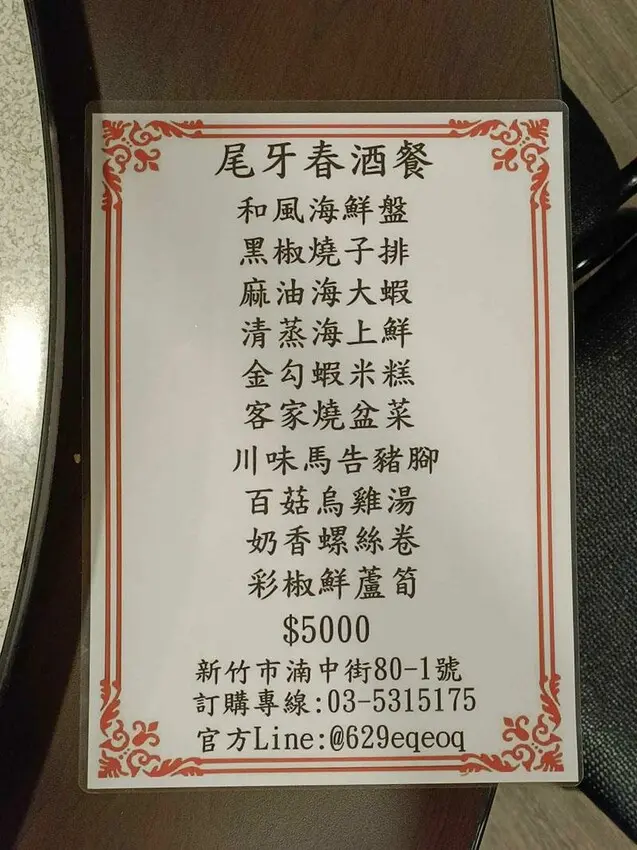 尾牙春酒餐
和風海鮮盤
黑椒燒子排
麻油海大蝦
清蒸海上鮮
金勾蝦米糕
客家燒盆菜
川味馬告豬腳
百菇烏雞湯
奶香螺絲卷
彩椒鮮蘆筍
$5000
新竹市湳中街80-1號
訂購專線:03-5315175
官方Line:@629eqeoq